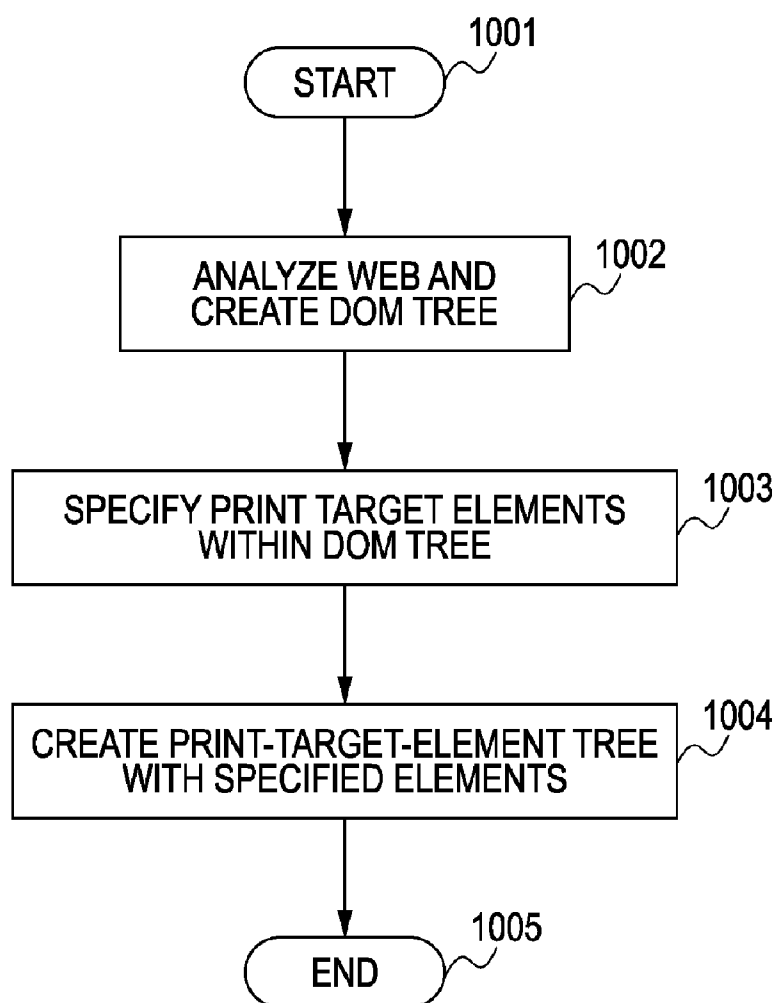 1001
START
1002
ANALYZE WEB AND
CREATE DOM TREE
1003
SPECIFY PRINT TARGET ELEMENTS
WITHIN DOM TREE
1004
CREATE PRINT-TARGET-ELEMENT TREE
WITH SPECIFIED ELEMENTS
1005
END